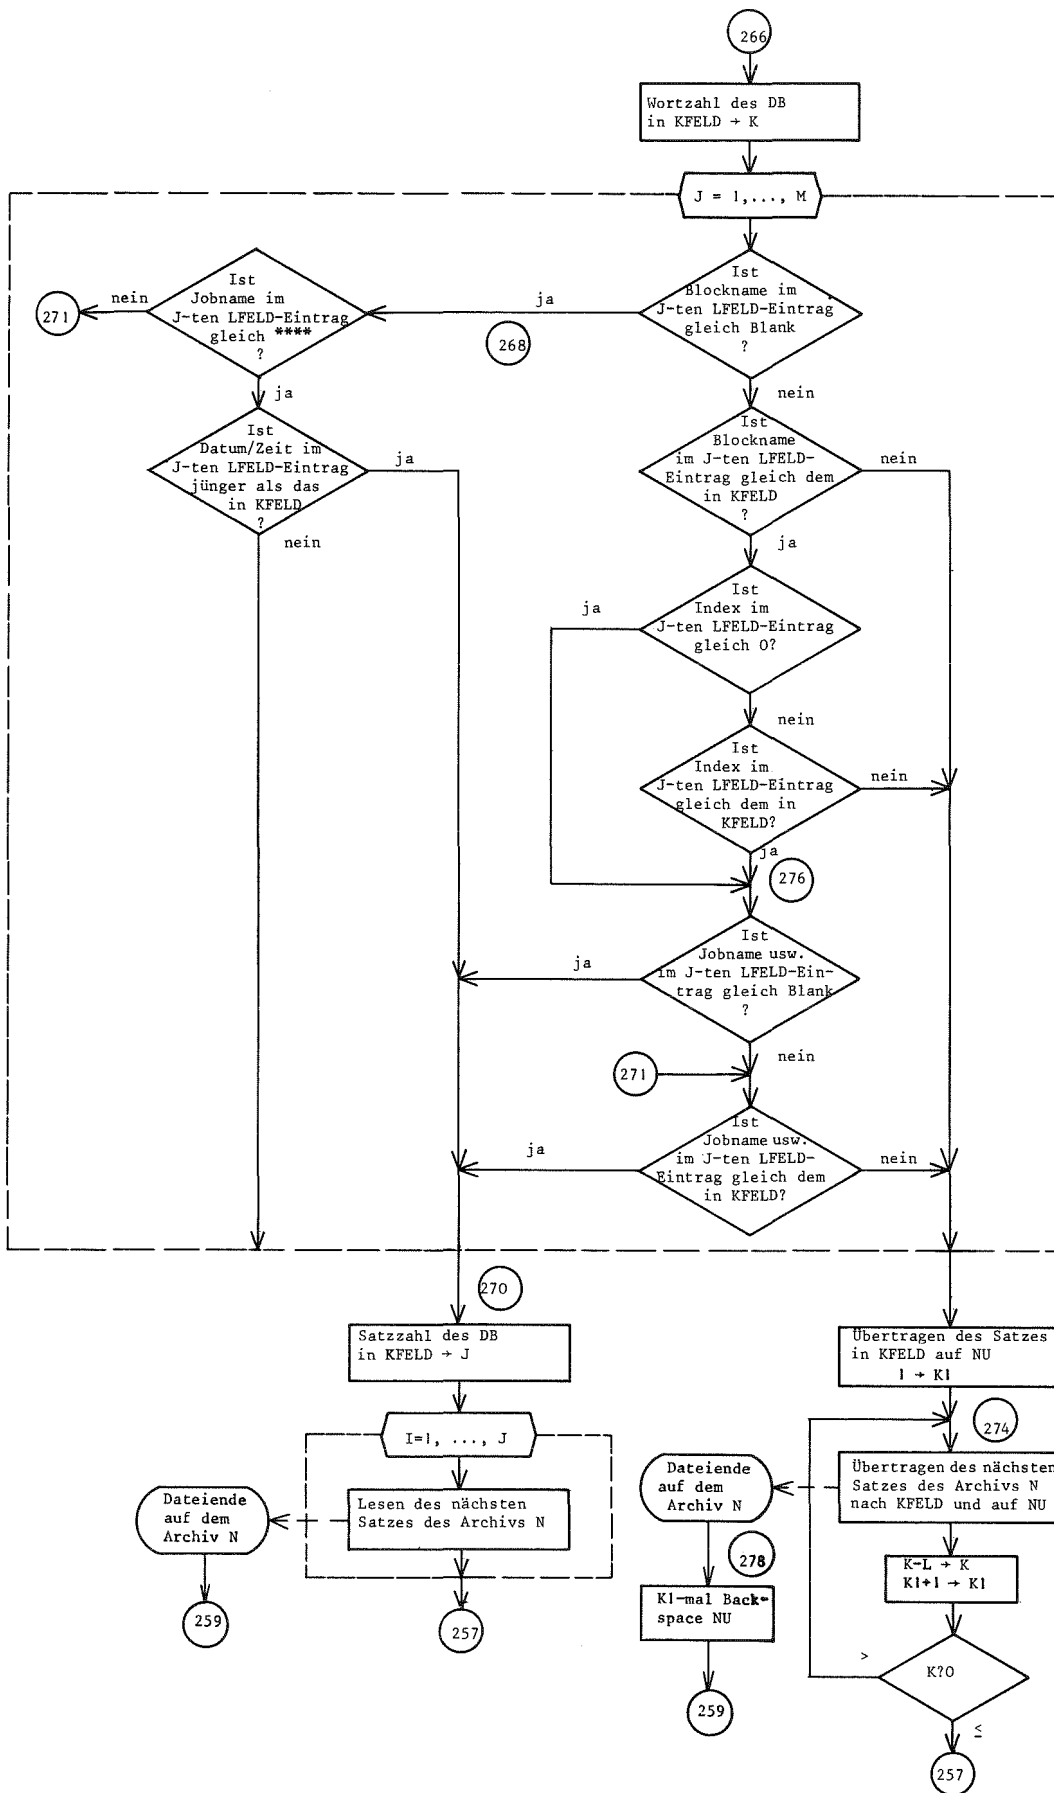 266
Wortzahl des DB
in KFELD → K
J = 1,..., M
Ist
Blockname im
J-ten LFELD-Eintrag
gleich Blank
?
ja
268
nein
Ist
Jobname im
J-ten LFELD-Eintrag
gleich ****
?
nein
271
ja
Ist
Datum/Zeit im
J-ten LFELD-Eintrag
jünger als das
in KFELD
?
ja
nein
Ist
Blockname
im J-ten LFELD-
Eintrag gleich dem
in KFELD
?
nein
ja
Ist
Index im
J-ten LFELD-Eintrag
gleich 0?
ja
nein
Ist
Index im
J-ten LFELD-Eintrag
gleich dem in
KFELD?
nein
ja
276
Ist
Jobname usw.
im J-ten LFELD-Ein-
trag gleich Blank
?
ja
nein
271
Ist
Jobname usw.
im J-ten LFELD-
Eintrag gleich dem
in KFELD?
ja
nein
270
Satzzahl des DB
in KFELD → J
I=1, ..., J
Lesen des nächsten
Satzes des Archivs N
Dateiende
auf dem
Archiv N
259
257
Übertragen des Satzes
in KFELD auf NU
1 → K1
274
Übertragen des nächsten
Satzes des Archivs N
nach KFELD und auf NU
Dateiende
auf dem
Archiv N
278
K1-mal Back-
space NU
259
K-L → K
K1+1 → K1
K?0
>
≤
257